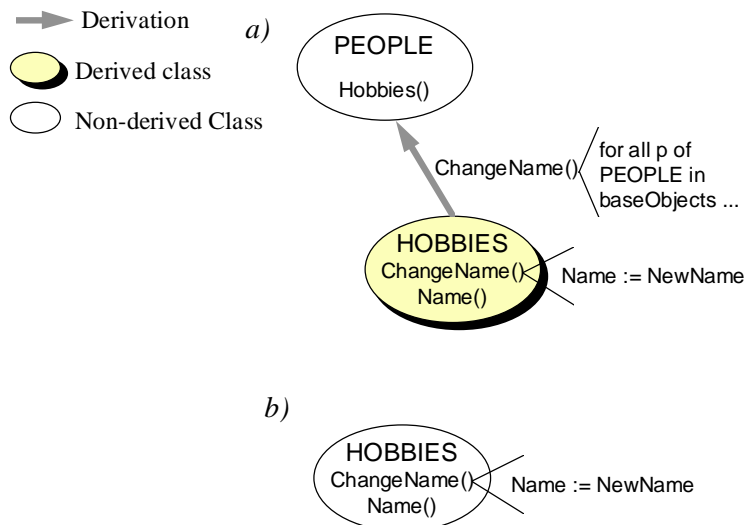 Derivation
a)
PEOPLE
Derived class
Hobbies()
Non-derived Class
ChangeName()
for all p of
PEOPLE in
baseObjects ...
HOBBIES
ChangeName()
Name()
Name := NewName
b)
HOBBIES
ChangeName()
Name()
Name := NewName